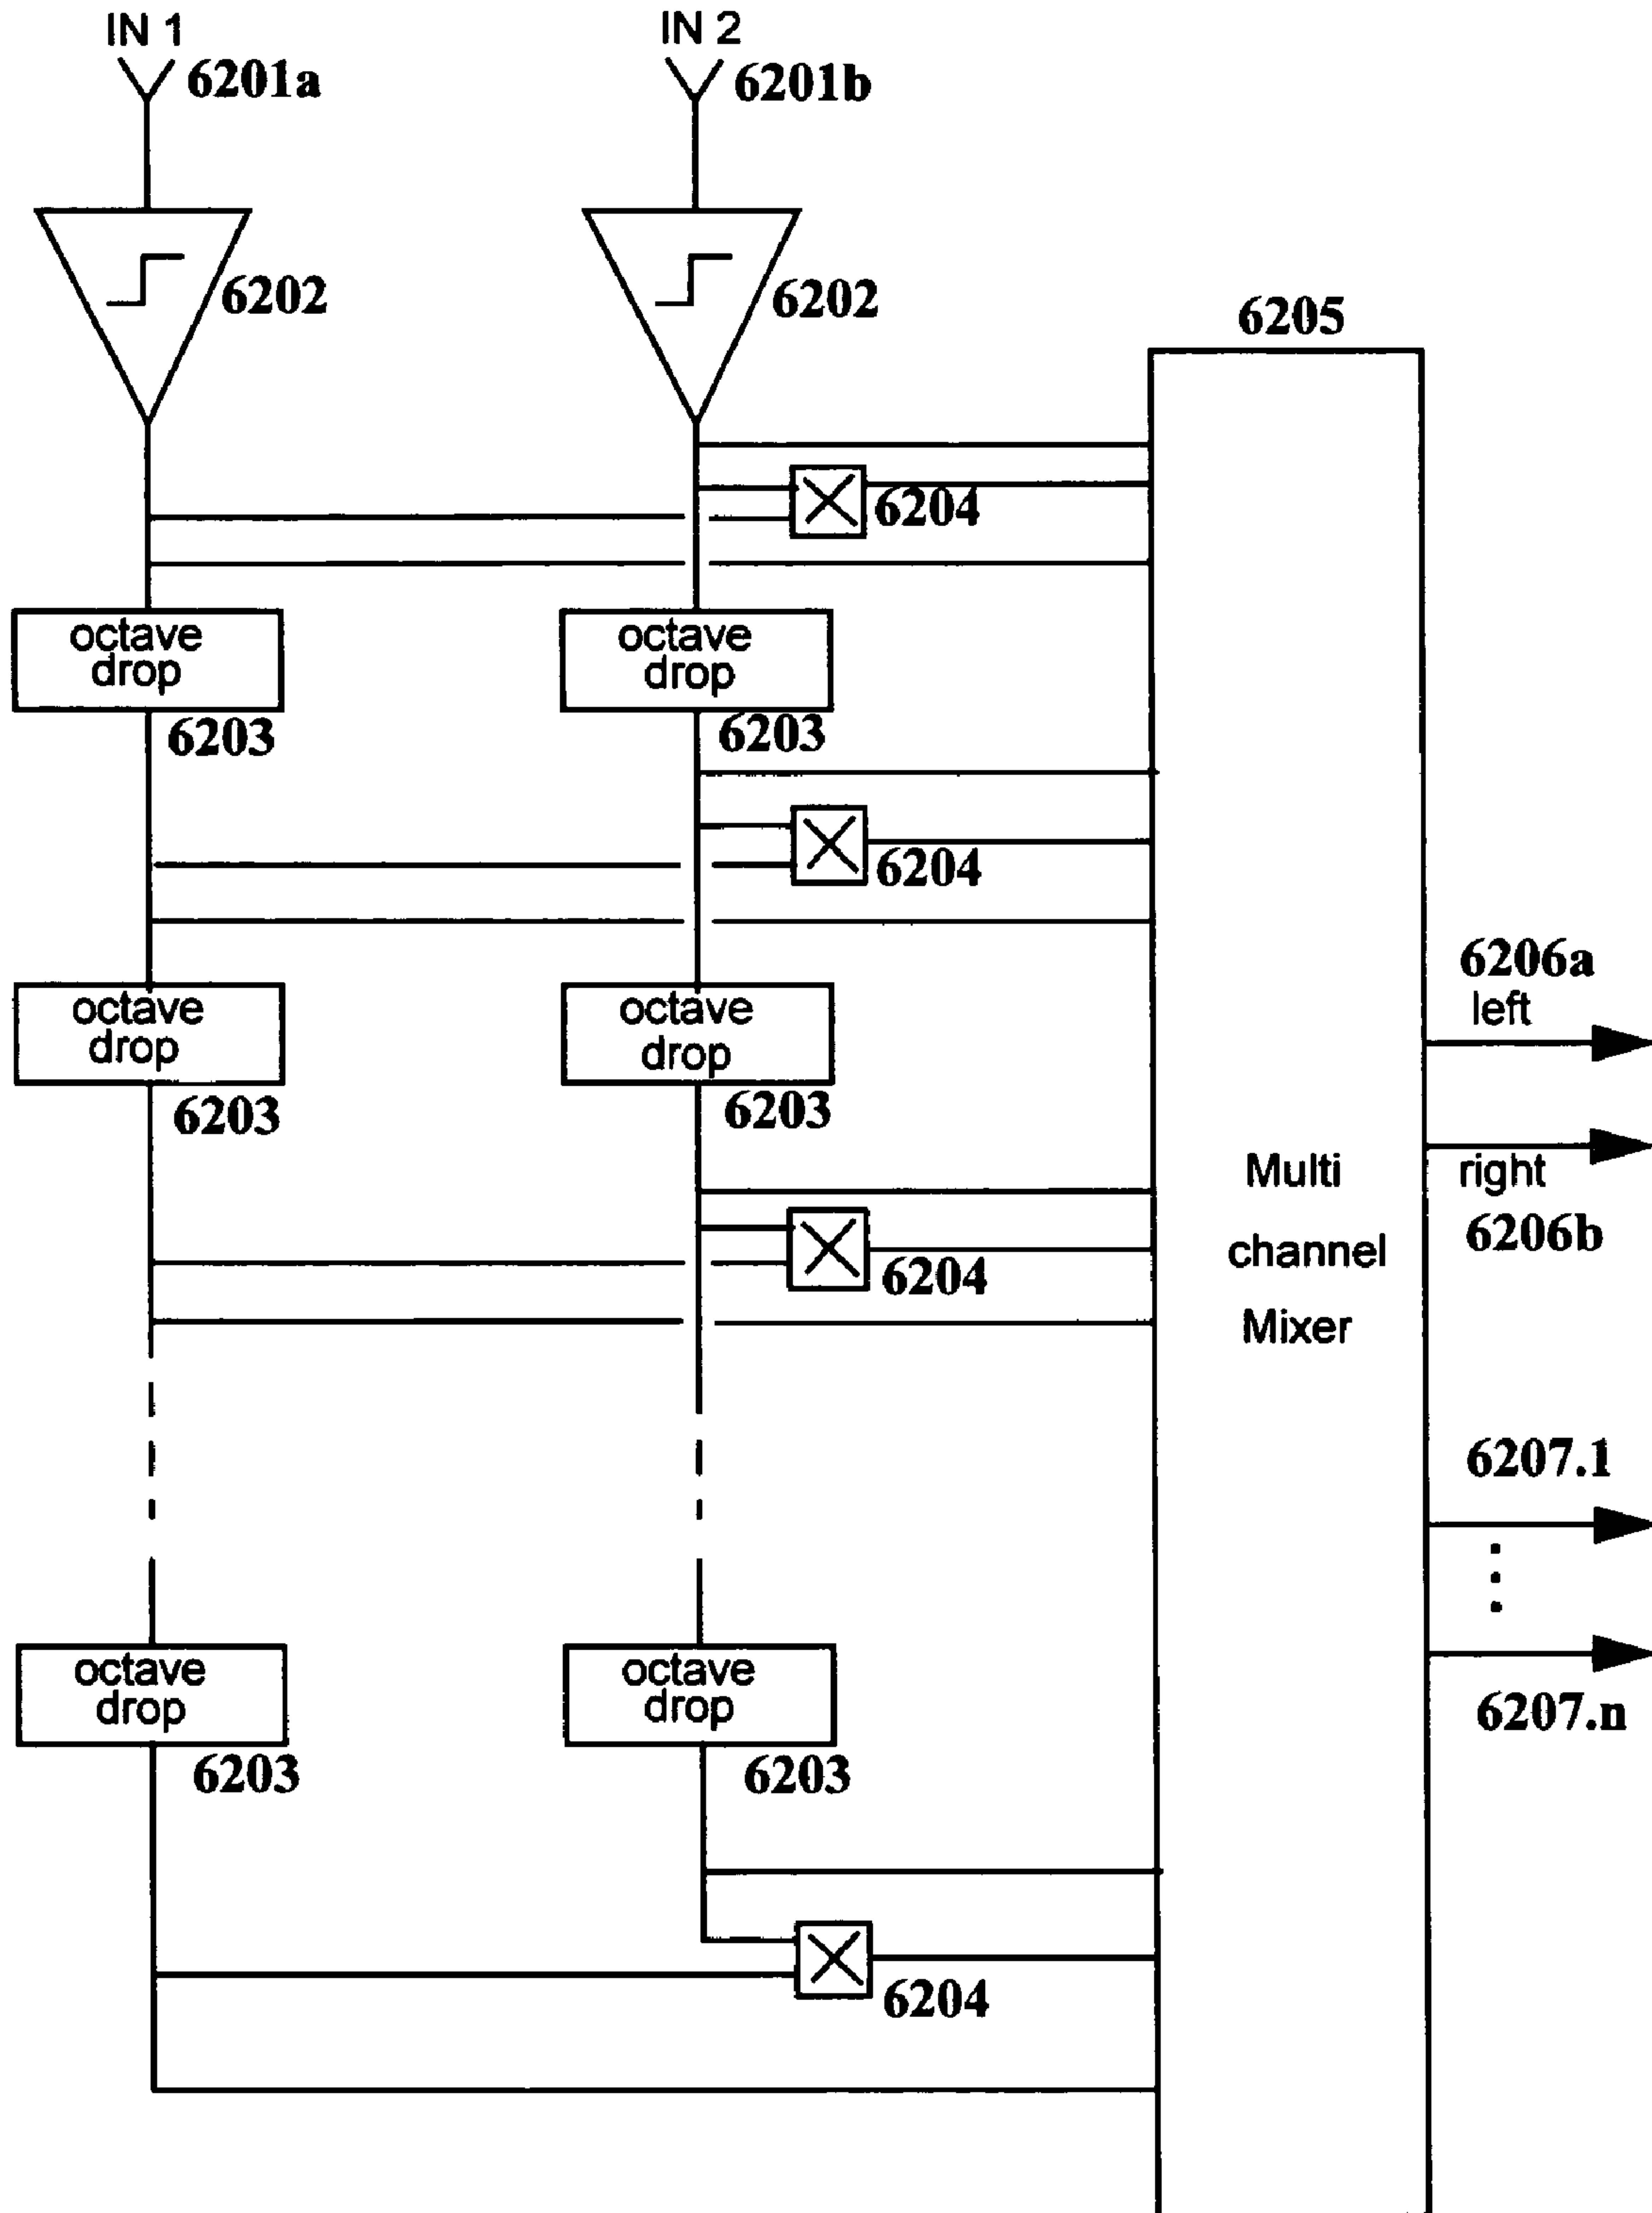 IN 1
IN 2
6201a
6201b
6202
6202
6205
6204
octave
drop
octave
drop
6203
6203
6204
6206a
left
octave
drop
octave
drop
6203
6203
right
6206b
Multi
channel
Mixer
6204
6207.1
octave
drop
octave
drop
6207.n
6203
6203
6204